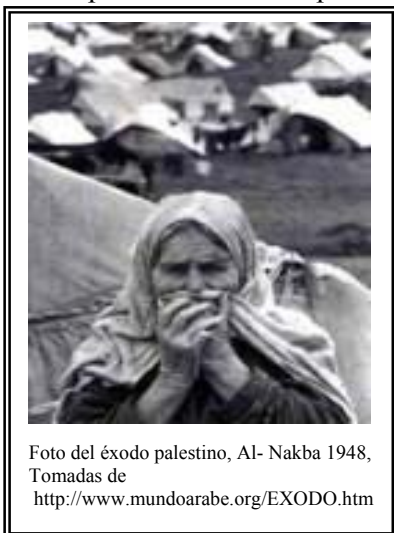 Foto del éxodo palestino, Al- Nakba 1948,
Tomadas de
http://www.mundoarabe.org/EXODO.htm